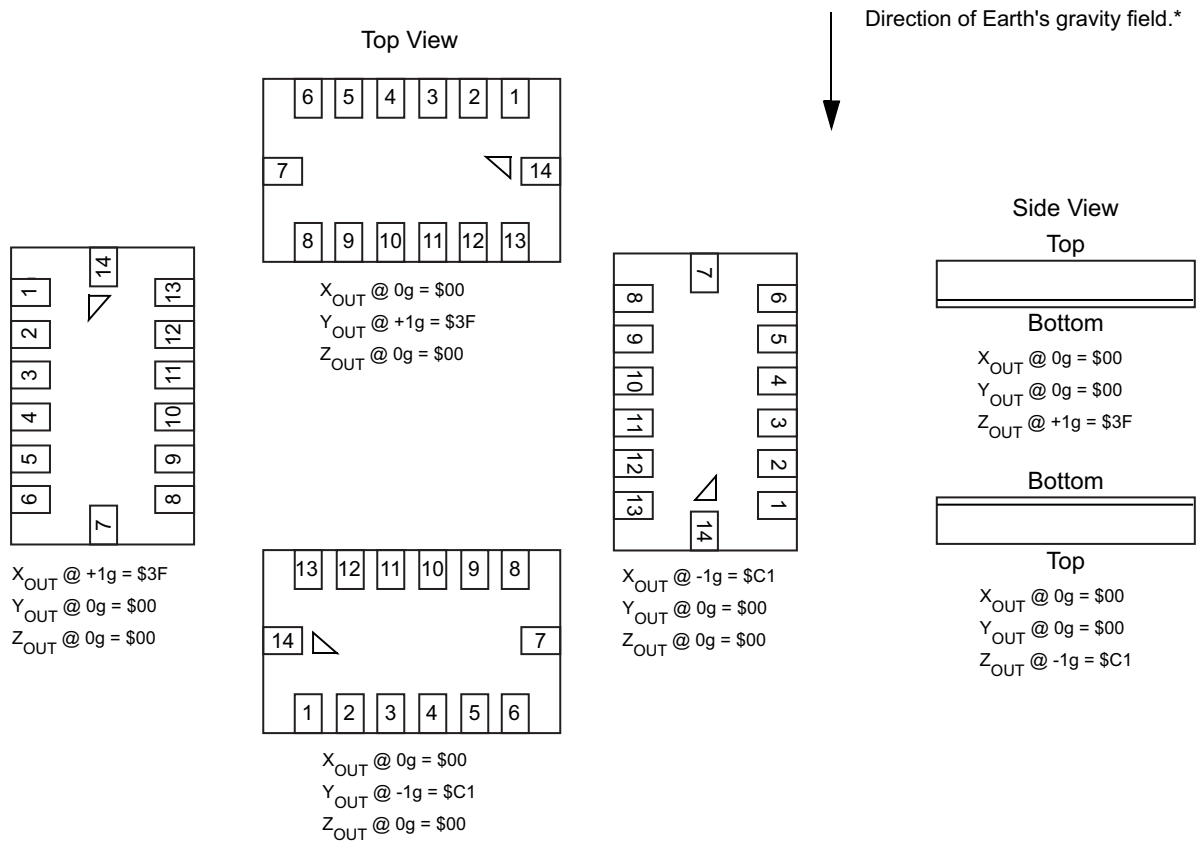 Direction of Earth's gravity field.*
Top View
6 5 4 3 2 1
7 14
8 9 10 11 12 13
X_OUT @ 0g = $00
Y_OUT @ +1g = $3F
Z_OUT @ 0g = $00
14
1 13
2 12
3 11
4 10
5 9
6 8
7
X_OUT @ +1g = $3F
Y_OUT @ 0g = $00
Z_OUT @ 0g = $00
13 12 11 10 9 8
14 7
1 2 3 4 5 6
X_OUT @ 0g = $00
Y_OUT @ -1g = $C1
Z_OUT @ 0g = $00
7
8 6
9 5
10 4
11 3
12 2
13 1
14
X_OUT @ -1g = $C1
Y_OUT @ 0g = $00
Z_OUT @ 0g = $00
Side View
Top
Bottom
X_OUT @ 0g = $00
Y_OUT @ 0g = $00
Z_OUT @ +1g = $3F
Bottom
Top
X_OUT @ 0g = $00
Y_OUT @ 0g = $00
Z_OUT @ -1g = $C1